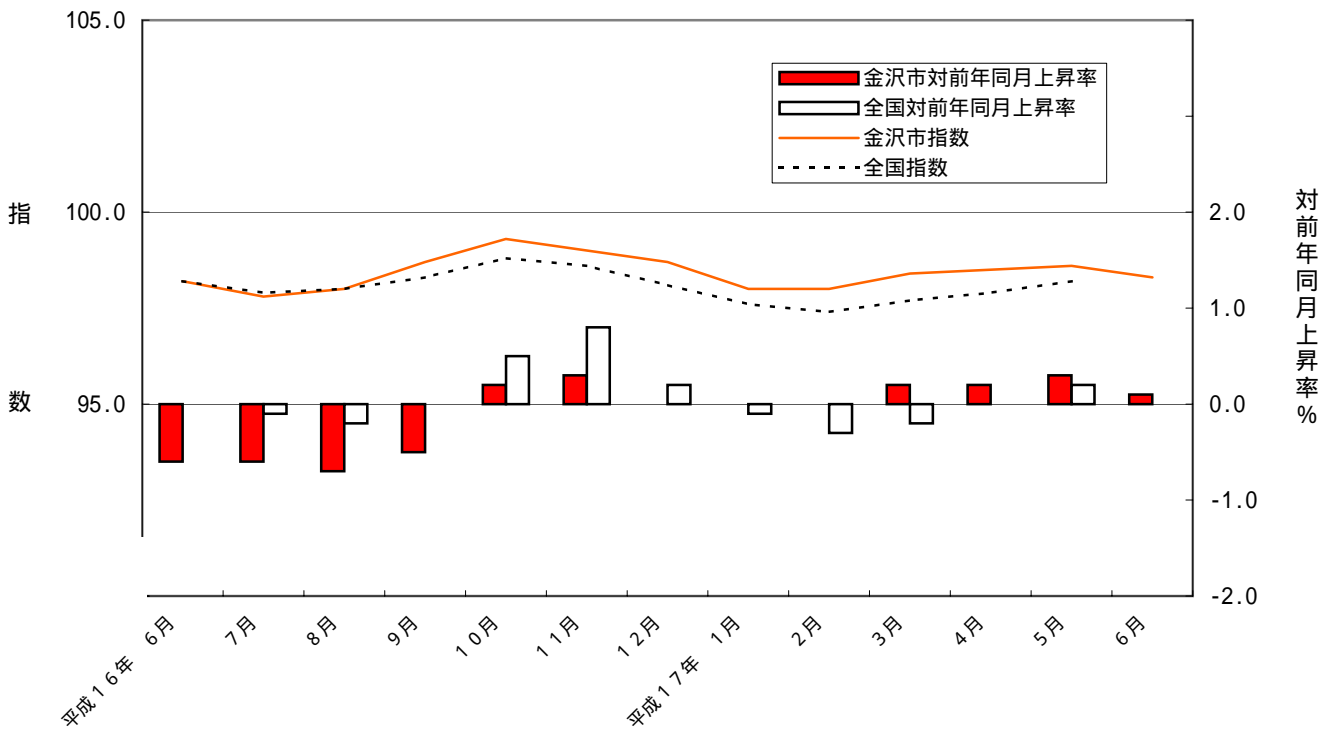 105.0
100.0
95.0
指
数
金沢市対前年同月上昇率
全国対前年同月上昇率
金沢市指数
全国指数
2.0
1.0
0.0
-1.0
-2.0
対前年同月上昇率%
平成16年 6月
7月
8月
9月
10月
11月
12月
平成17年 1月
2月
3月
4月
5月
6月